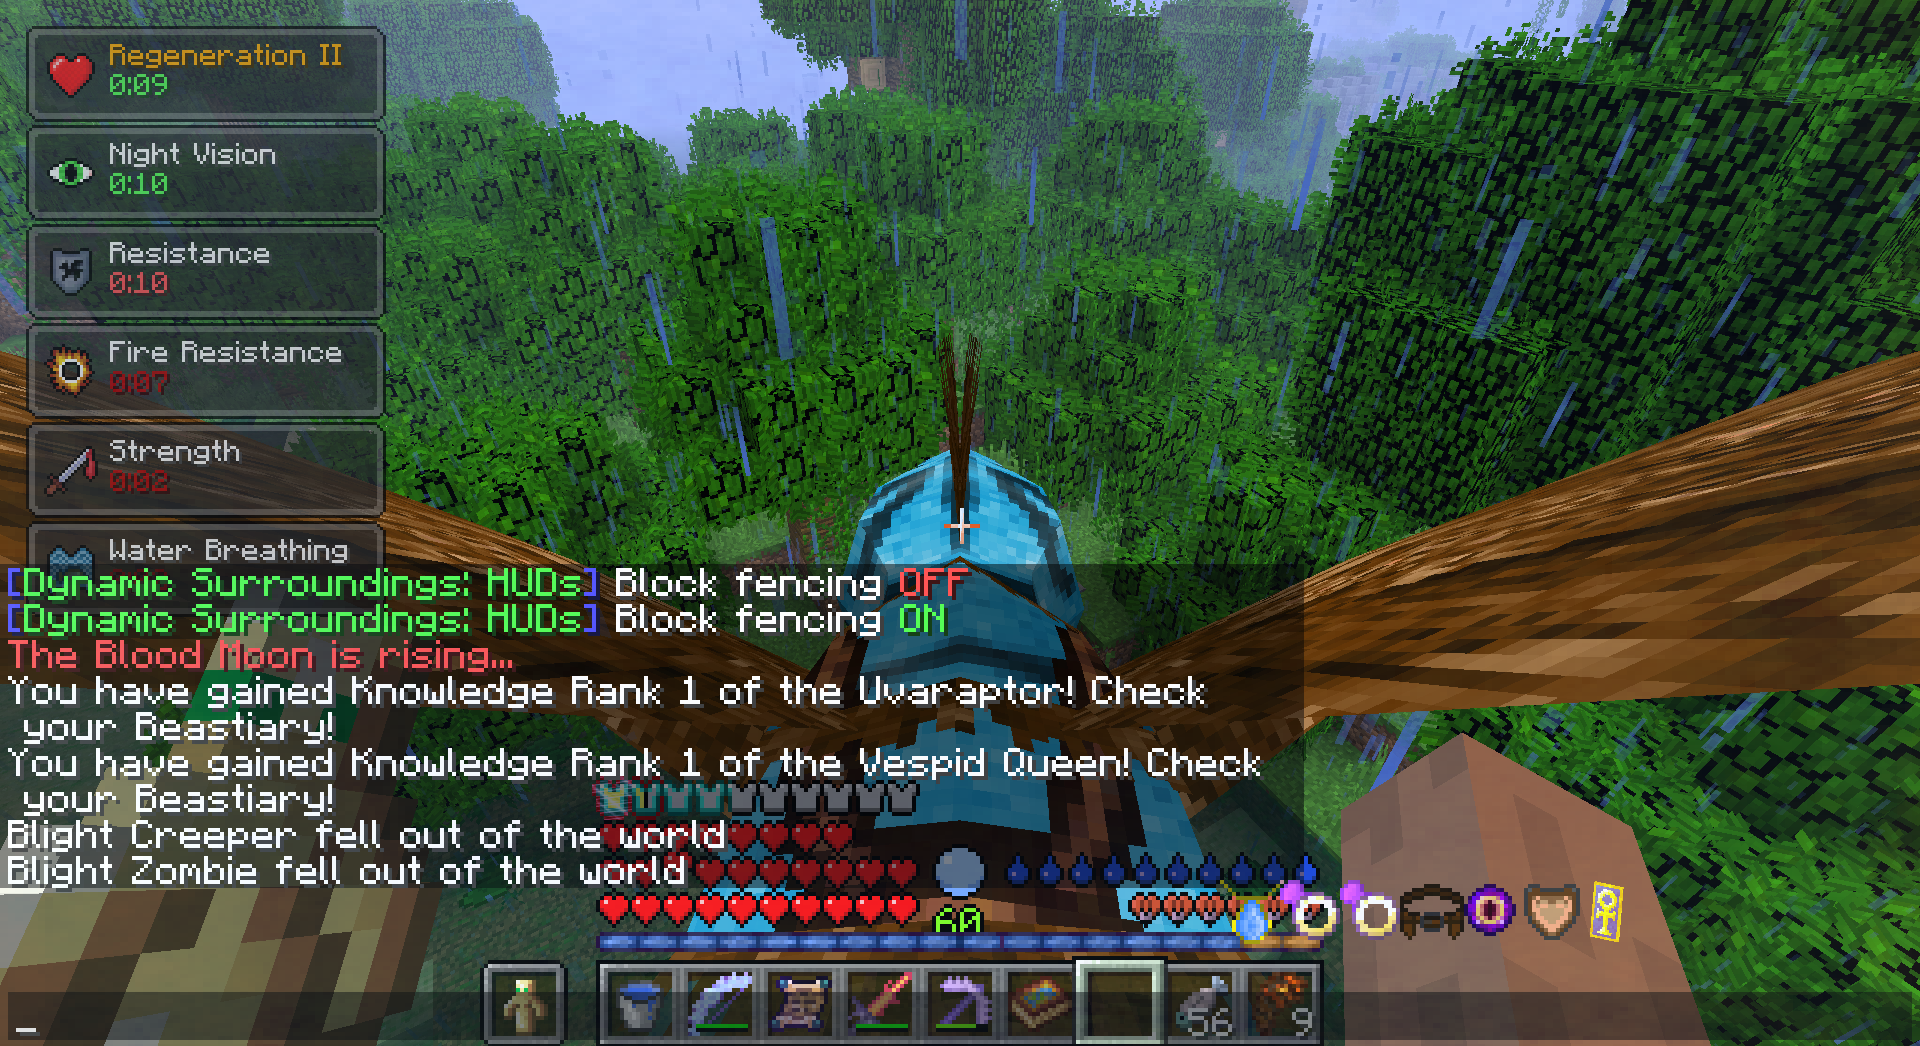 Regeneration II
0:09
Night Vision
0:10
Resistance
0:10
Fire Resistance
0:07
Strength
0:02
Water Breathing
[Dynamic Surroundings: HUDs] Block fencing OFF
[Dynamic Surroundings: HUDs] Block fencing ON
The Blood Moon is rising...
You have gained Knowledge Rank 1 of the Uvaraptor! Check
your Beastiary!
You have gained Knowledge Rank 1 of the Vespid Queen! Check
your Beastiary!
Blight Creeper fell out of the world
Blight Zombie fell out of the world
60
56
9
_